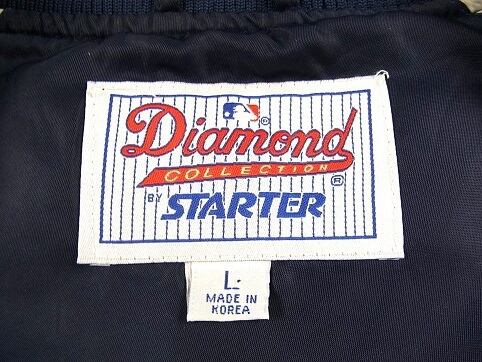 Diamond®
COLLECTION®
BY STARTER
L
MADE IN
KOREA